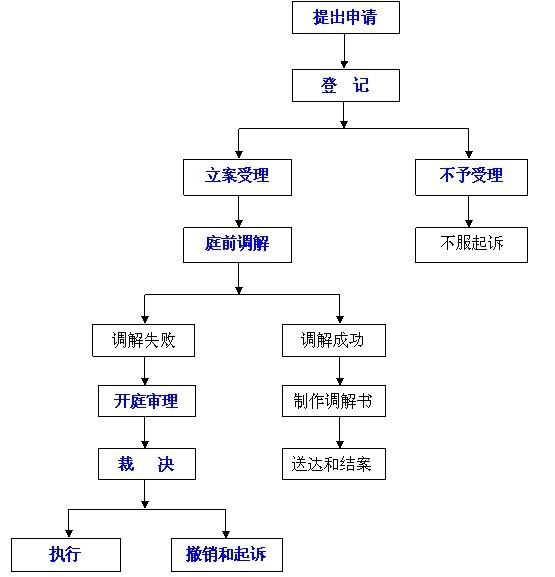 提出申请
登 记
立案受理
不予受理
庭前调解
不服起诉
调解失败
调解成功
开庭审理
制作调解书
裁 决
送达和结案
执行
撤销和起诉